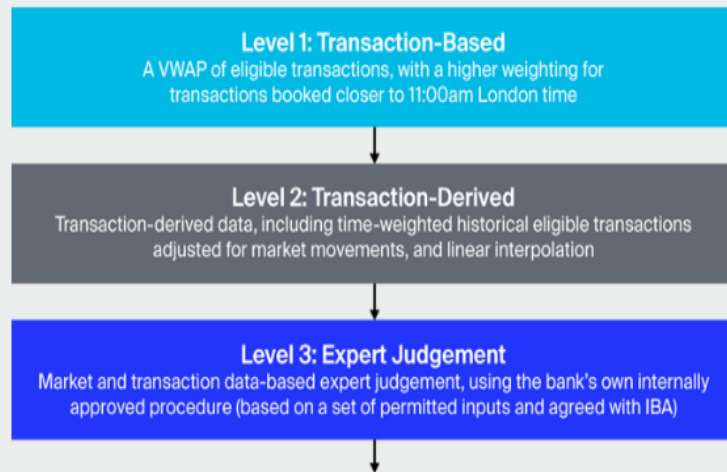 Level 1: Transaction-Based
A VWAP of eligible transactions, with a higher weighting for
transactions booked closer to 11:00am London time
Level 2: Transaction-Derived
Transaction-derived data, including time-weighted historical eligible transactions
adjusted for market movements, and linear interpolation
Level 3: Expert Judgement
Market and transaction data-based expert judgement, using the bank's own internally
approved procedure (based on a set of permitted inputs and agreed with IBA)